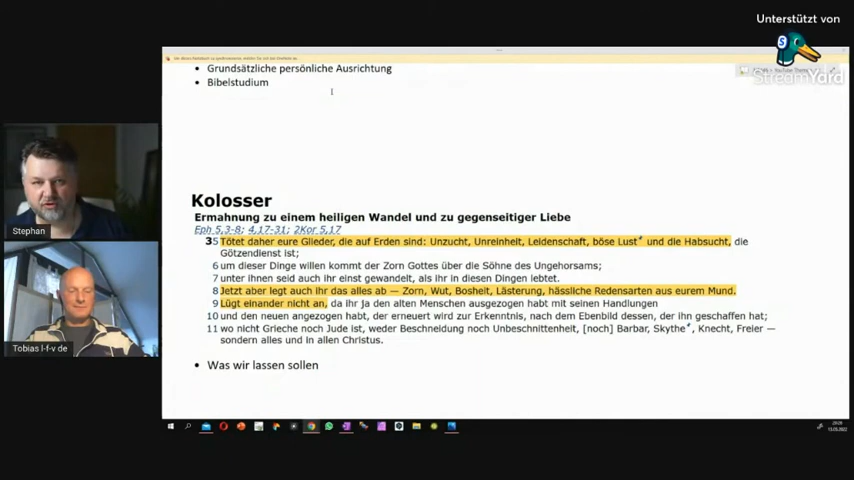 Unterstützt von
StreamYard
• Grundsätzliche persönliche Ausrichtung
• Bibelstudium
Kolosser
Ermahnung zu einem heiligen Wandel und zu gegenseitiger Liebe
Eph 5,3-8; 4,17-31; 2Kor 5,17
35 Tötet daher eure Glieder, die auf Erden sind: Unzucht, Unreinheit, Leidenschaft, böse Lust und die Habsucht, die
Götzendienst ist;
6 um dieser Dinge willen kommt der Zorn Gottes über die Söhne des Ungehorsams;
7 unter ihnen seid auch ihr einst gewandelt, als ihr in diesen Dingen lebtet.
8 Jetzt aber legt auch ihr das alles ab — Zorn, Wut, Bosheit, Lästerung, hässliche Redensarten aus eurem Mund.
9 Lügt einander nicht an, da ihr ja den alten Menschen ausgezogen habt mit seinen Handlungen
10 und den neuen angezogen habt, der erneuert wird zur Erkenntnis, nach dem Ebenbild dessen, der ihn geschaffen hat;
11 wo nicht Grieche noch Jude ist, weder Beschneidung noch Unbeschnittenheit, [noch] Barbar, Skythe, Knecht, Freier —
sondern alles und in allen Christus.
• Was wir lassen sollen
Stephan
Tobias l-f-v de
13.05.2022